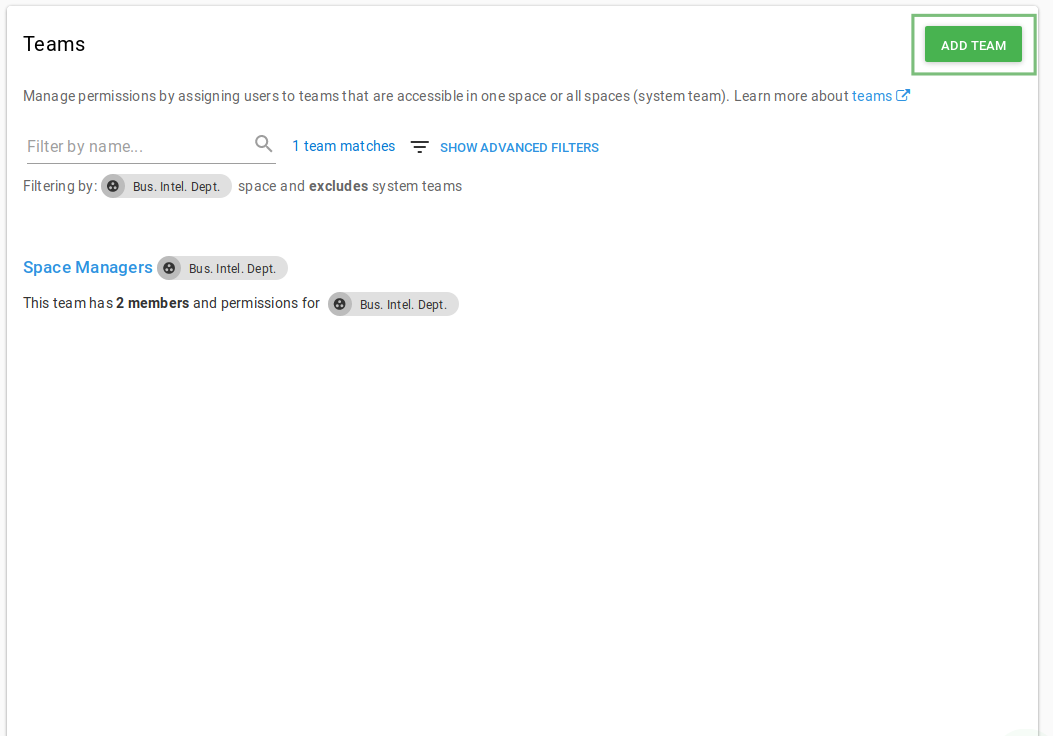 Teams
ADD TEAM
Manage permissions by assigning users to teams that are accessible in one space or all spaces (system team). Learn more about teams
Filter by name...
1 team matches
SHOW ADVANCED FILTERS
Filtering by: Bus. Intel. Dept. space and excludes system teams
Space Managers Bus. Intel. Dept.
This team has 2 members and permissions for Bus. Intel. Dept.